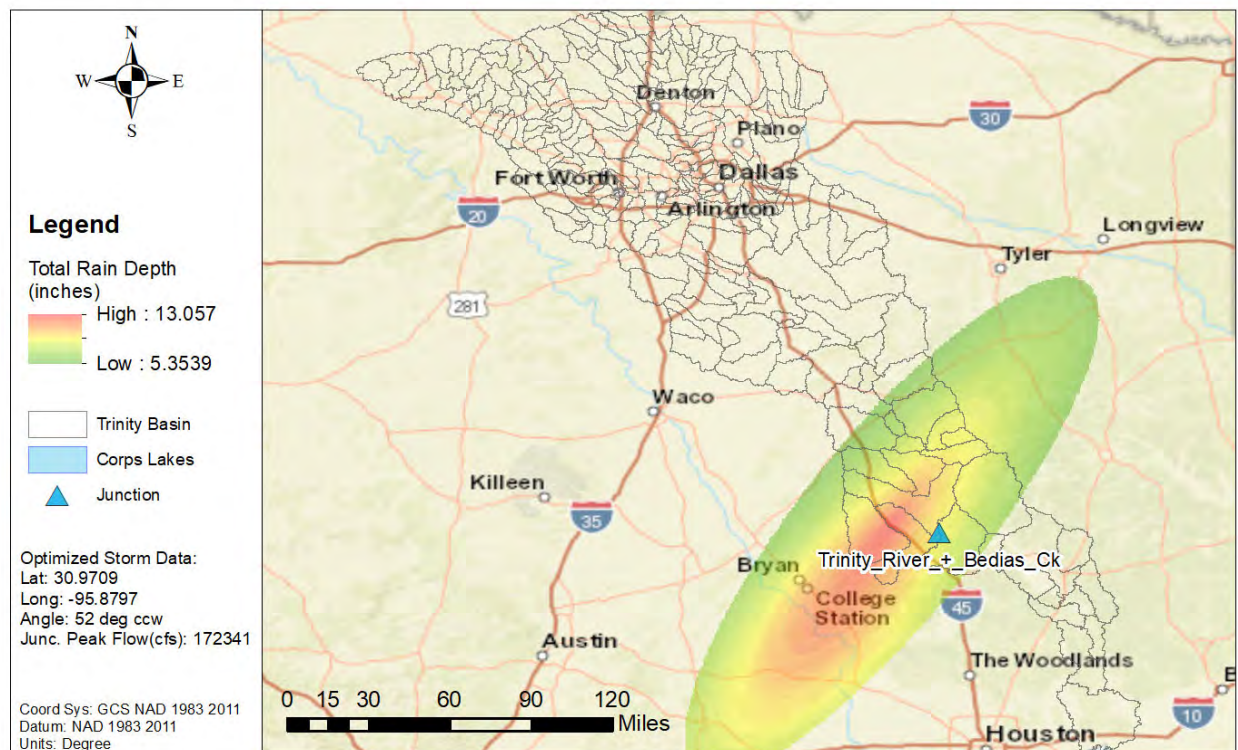 N
W E
S
Legend
Total Rain Depth
(inches)
High : 13.057
Low : 5.3539
Trinity Basin
Corps Lakes
Junction
Optimized Storm Data:
Lat: 30.9709
Long: -95.8797
Angle: 52 deg ccw
Junc. Peak Flow(cfs): 172341
Coord Sys: GCS NAD 1983 2011
Datum: NAD 1983 2011
Units: Degree
Denton
30
Plano
Dallas
Fort Worth
Arlington
20
Longview
Tyler
281
Waco
Killeen
35
Trinity_River_+_Bedias_Ck
Bryan
College
Station
45
Austin
The Woodlands
10
Houston
0 15 30 60 90 120
Miles